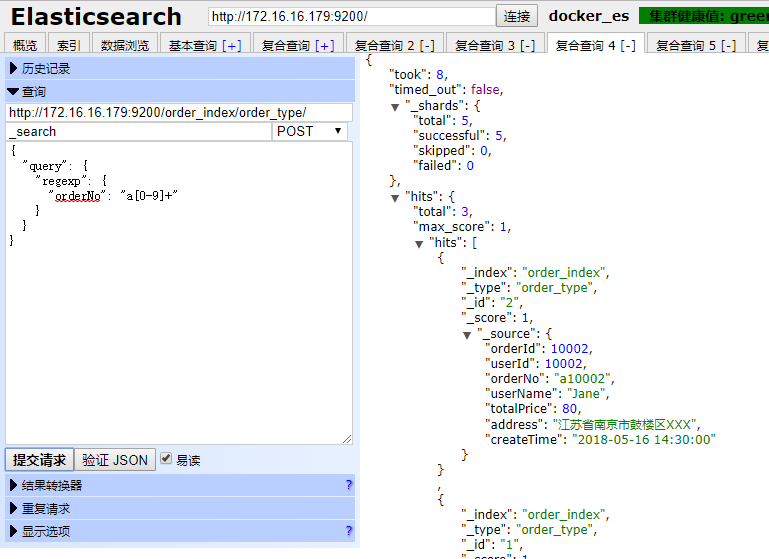 Elasticsearch
http://172.16.16.179:9200/
连接
docker_es
集群健康值: green
概览
索引
数据浏览
基本查询 [+]
复合查询 [+]
复合查询 2 [-]
复合查询 3 [-]
复合查询 4 [-]
复合查询 5 [-]
复
历史记录
查询
http://172.16.16.179:9200/order_index/order_type/
_search
POST
{
"query": {
"regexp": {
"orderNo": "a[0-9]+"
}
}
}
提交请求
验证 JSON
易读
结果转换器
?
重复请求
显示选项
?
{
"took": 8,
"timed_out": false,
"_shards": {
"total": 5,
"successful": 5,
"skipped": 0,
"failed": 0
},
"hits": {
"total": 3,
"max_score": 1,
"hits": [
{
"_index": "order_index",
"_type": "order_type",
"_id": "2",
"_score": 1,
"_source": {
"orderId": 10002,
"userId": 10002,
"orderNo": "a10002",
"userName": "Jane",
"totalPrice": 80,
"address": "江苏省南京市鼓楼区XXX",
"createTime": "2018-05-16 14:30:00"
}
}
,
{
"_index": "order_index",
"_type": "order_type",
"_id": "1",
"_score": 1,